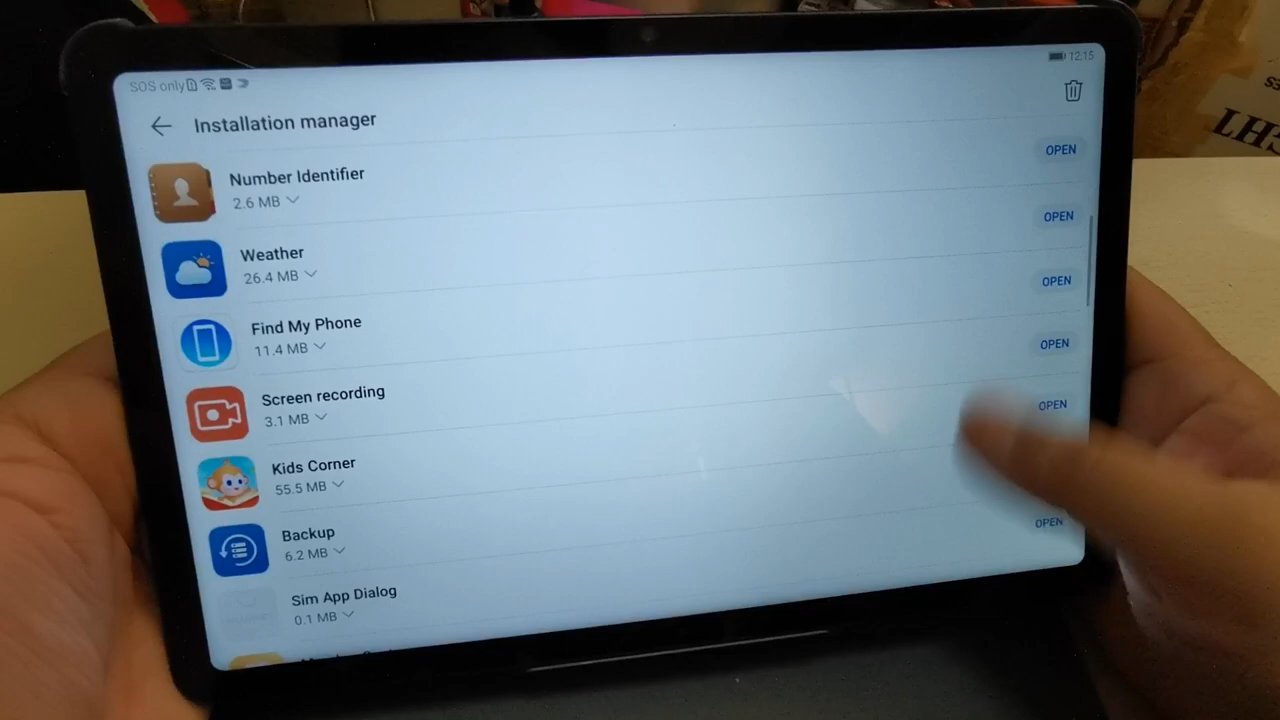 SOS only
12:15
Installation manager
Number Identifier
2.6 MB
OPEN
Weather
26.4 MB
OPEN
Find My Phone
11.4 MB
OPEN
Screen recording
3.1 MB
OPEN
Kids Corner
55.5 MB
OPEN
Backup
6.2 MB
OPEN
Sim App Dialog
0.1 MB